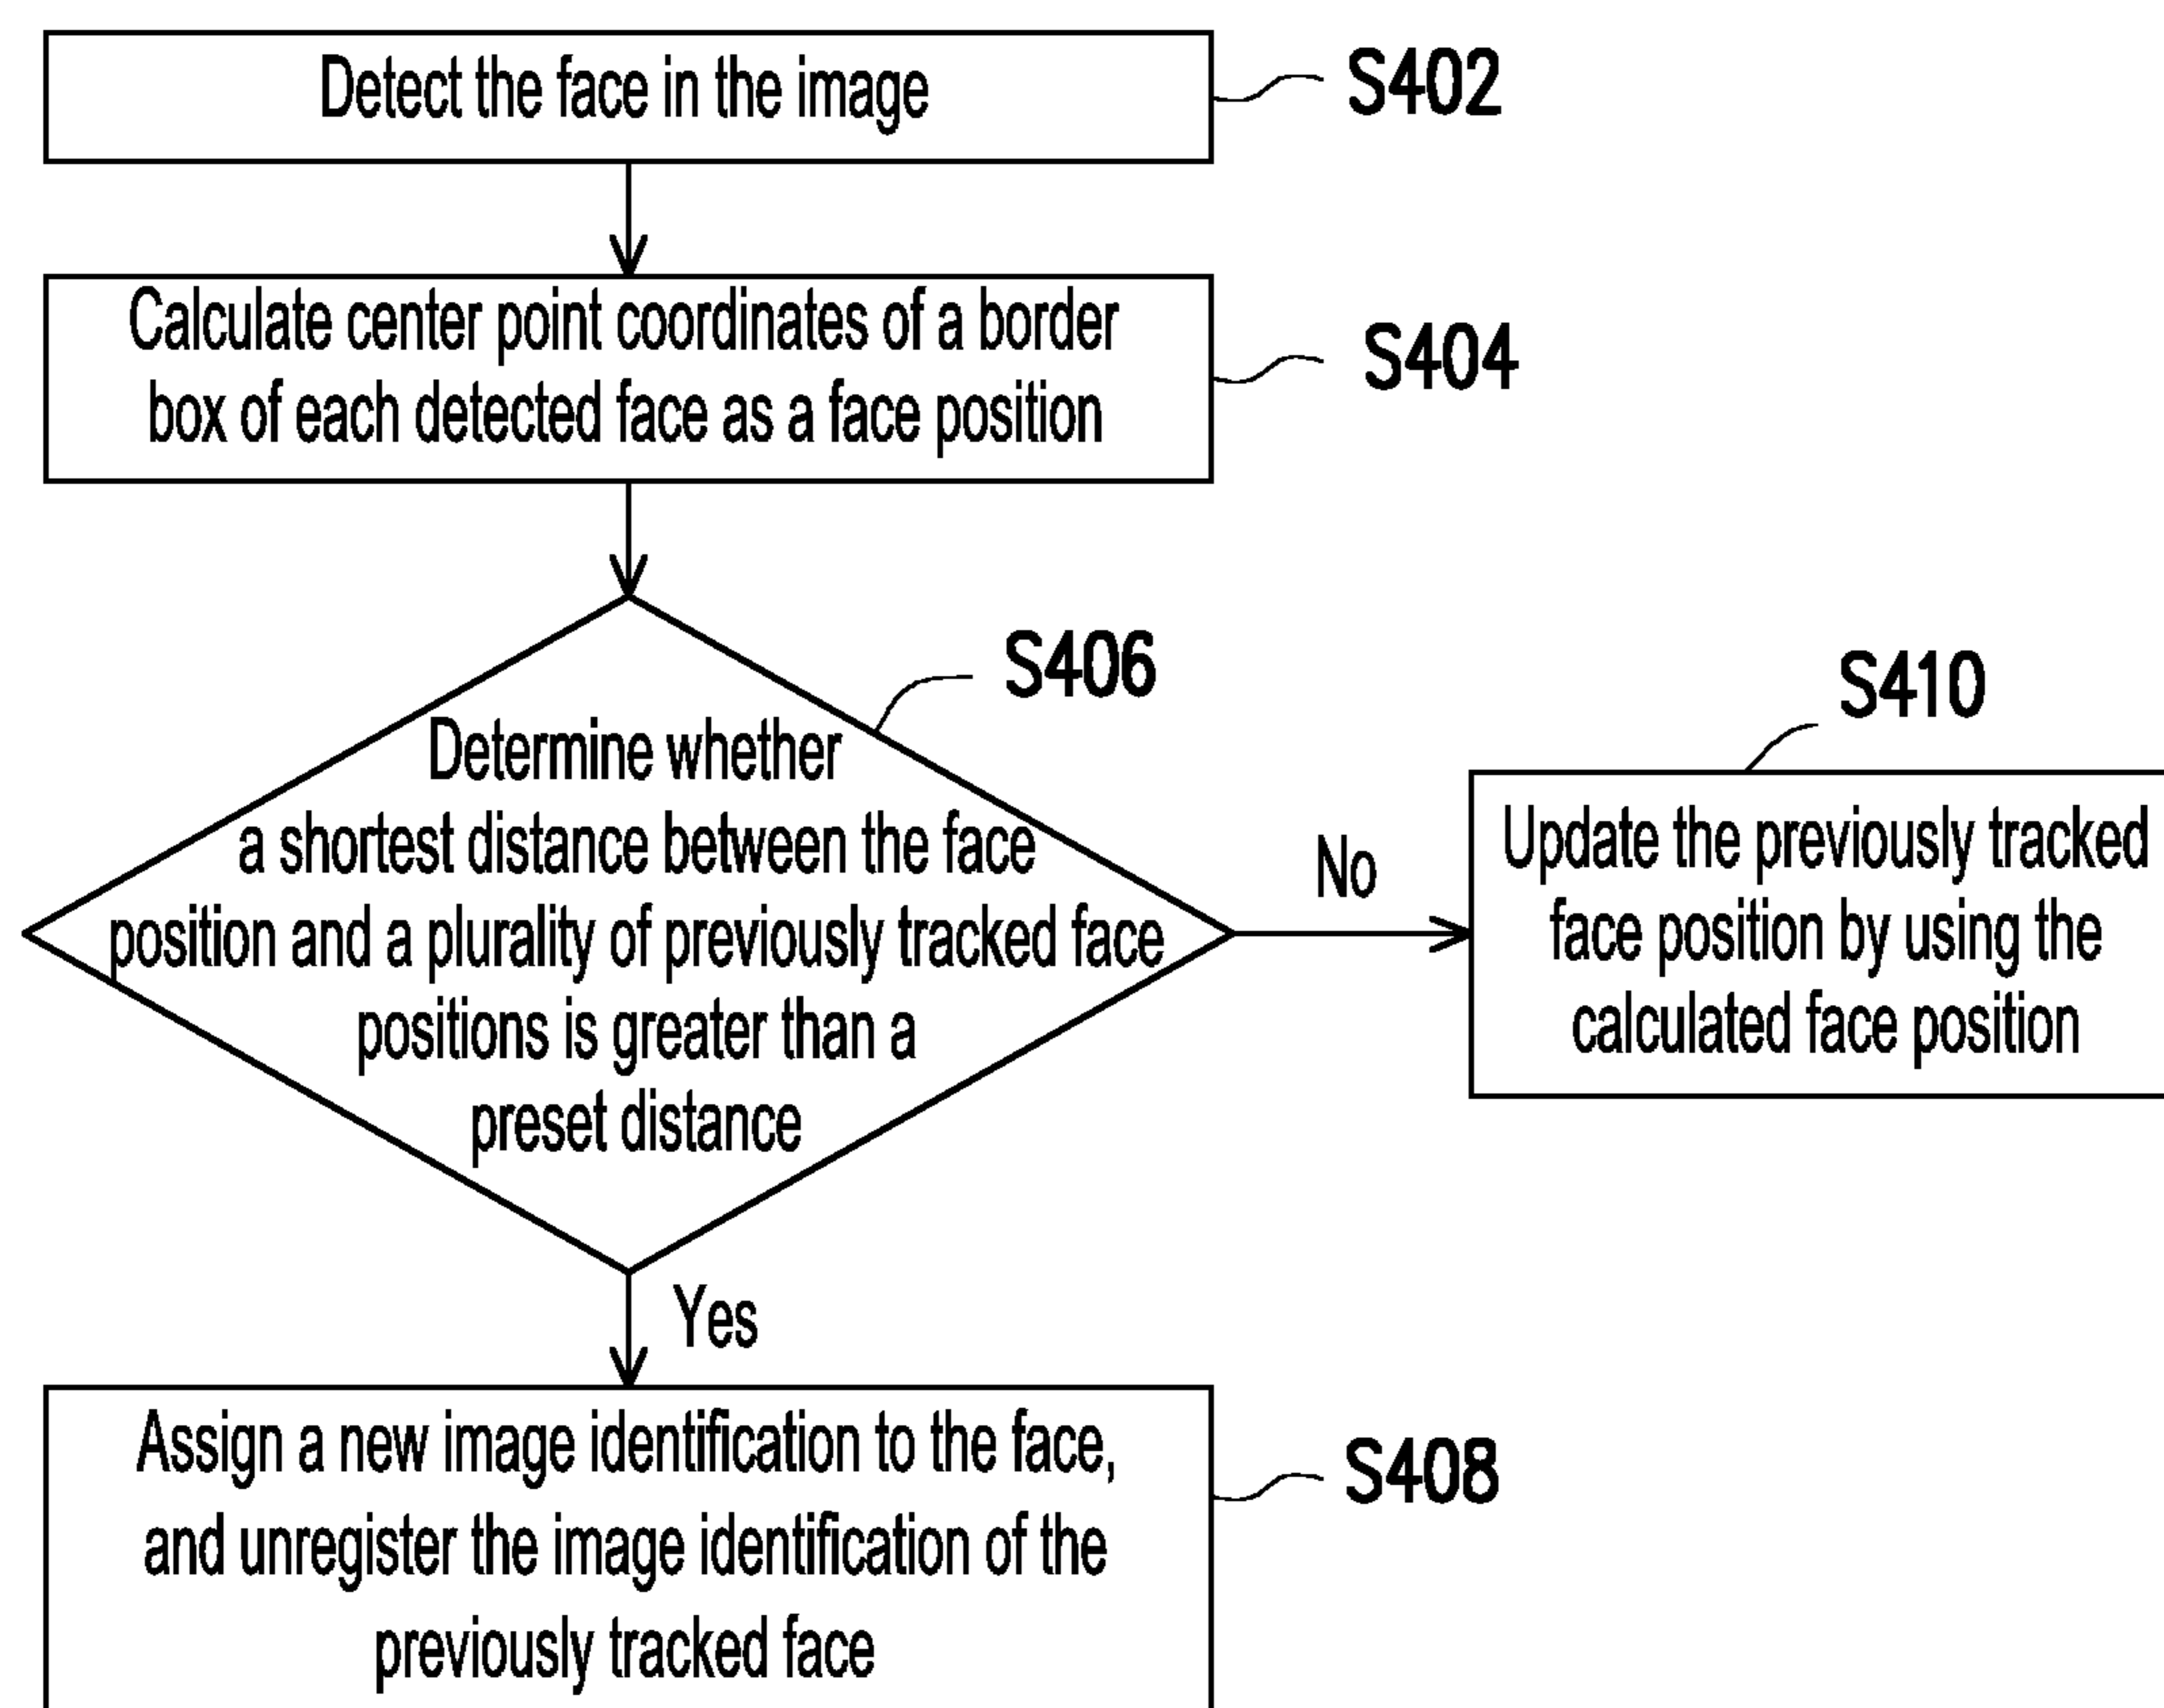 Detect the face in the image
S402
Calculate center point coordinates of a border
box of each detected face as a face position
S404
S406
Determine whether
a shortest distance between the face
position and a plurality of previously tracked face
positions is greater than a
preset distance
No
S410
Update the previously tracked
face position by using the
calculated face position
Yes
Assign a new image identification to the face,
and unregister the image identification of the
previously tracked face
S408